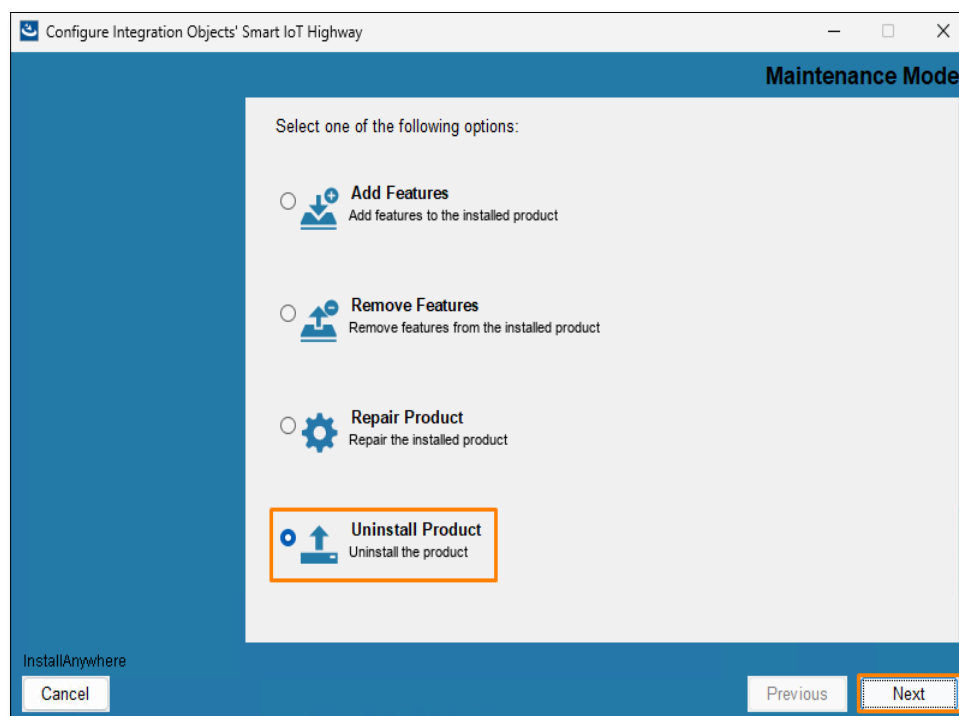 Configure Integration Objects' Smart IoT Highway
Maintenance Mode
Select one of the following options:
Add Features
Add features to the installed product
Remove Features
Remove features from the installed product
Repair Product
Repair the installed product
Uninstall Product
Uninstall the product
InstallAnywhere
Cancel
Previous
Next